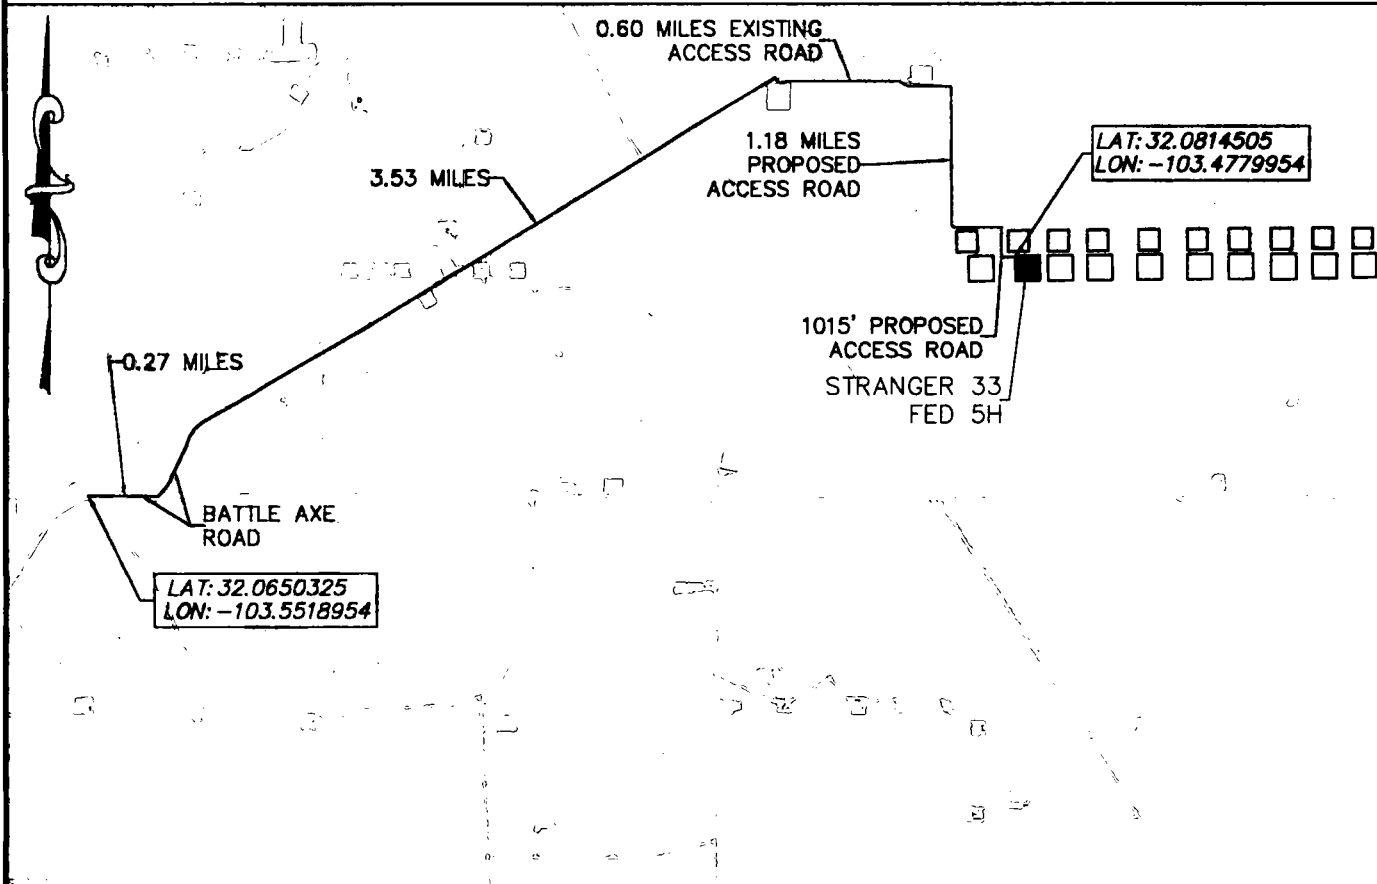 0.60 MILES EXISTING
ACCESS ROAD
1.18 MILES
PROPOSED
ACCESS ROAD
LAT: 32.0814505
LON: -103.4779954
3.53 MILES
1015' PROPOSED
ACCESS ROAD
STRANGER 33
FED 5H
0.27 MILES
BATTLE AXE
ROAD
LAT: 32.0650325
LON: -103.5518954